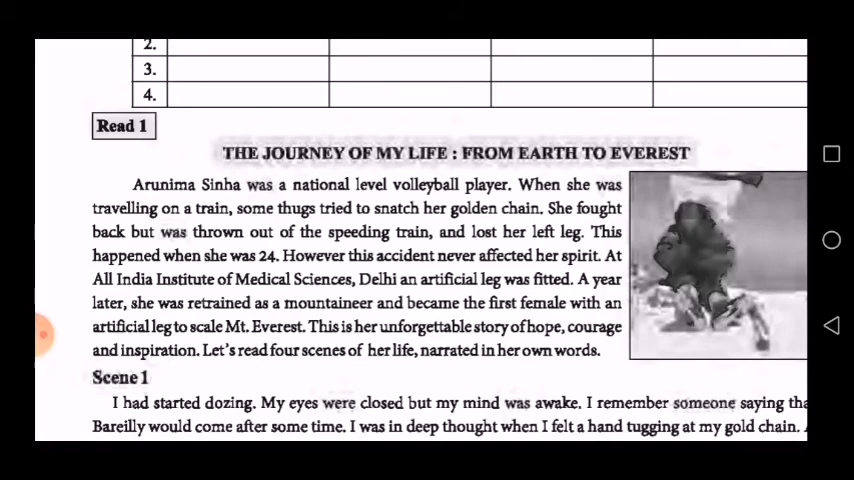 2.
3.
4.
Read 1
THE JOURNEY OF MY LIFE : FROM EARTH TO EVEREST
Arunima Sinha was a national level volleyball player. When she was
travelling on a train, some thugs tried to snatch her golden chain. She fought
back but was thrown out of the speeding train, and lost her left leg. This
happened when she was 24. However this accident never affected her spirit. At
All India Institute of Medical Sciences, Delhi an artificial leg was fitted. A year
later, she was retrained as a mountaineer and became the first female with an
artificial leg to scale Mt. Everest. This is her unforgettable story of hope, courage
and inspiration. Let's read four scenes of her life, narrated in her own words.
Scene 1
I had started dozing. My eyes were closed but my mind was awake. I remember someone saying
Bareilly would come after some time. I was in deep thought when I felt a hand tugging at my gold chain.